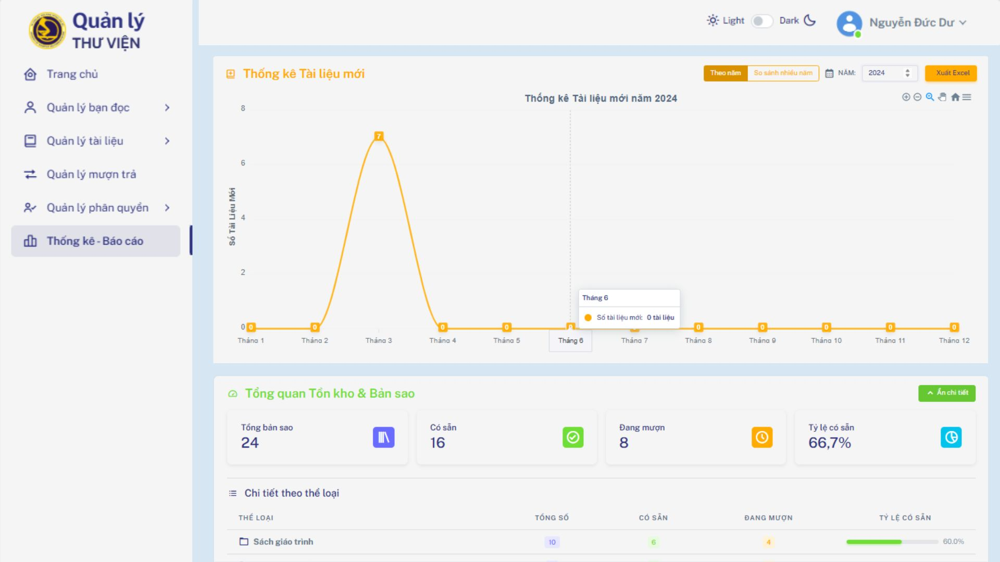 Quản lý
THƯ VIỆN
Trang chủ
Quản lý bạn đọc
Quản lý tài liệu
Quản lý mượn trả
Quản lý phân quyền
Thống kê - Báo cáo
Light Dark
Nguyễn Đức Dư
Thống kê Tài liệu mới
Theo năm So sánh nhiều năm NĂM: 2024 Xuất Excel
Thống kê Tài liệu mới năm 2024
Số Tài Liệu Mới
8
6
4
2
0
7
0 0 0 0 0 0 0 0 0 0
Tháng 6
Số tài liệu mới: 0 tài liệu
Tháng 1 Tháng 2 Tháng 3 Tháng 4 Tháng 5 Tháng 6 Tháng 7 Tháng 8 Tháng 9 Tháng 10 Tháng 11 Tháng 12
Tổng quan Tồn kho & Bản sao
Ẩn chi tiết
Tổng bản sao
24
Có sẵn
16
Đang mượn
8
Tỷ lệ có sẵn
66,7%
Chi tiết theo thể loại
THỂ LOẠI TỔNG SỐ CÓ SẴN ĐANG MƯỢN TỶ LỆ CÓ SẴN
Sách giáo trình 10 6 4 60.0%